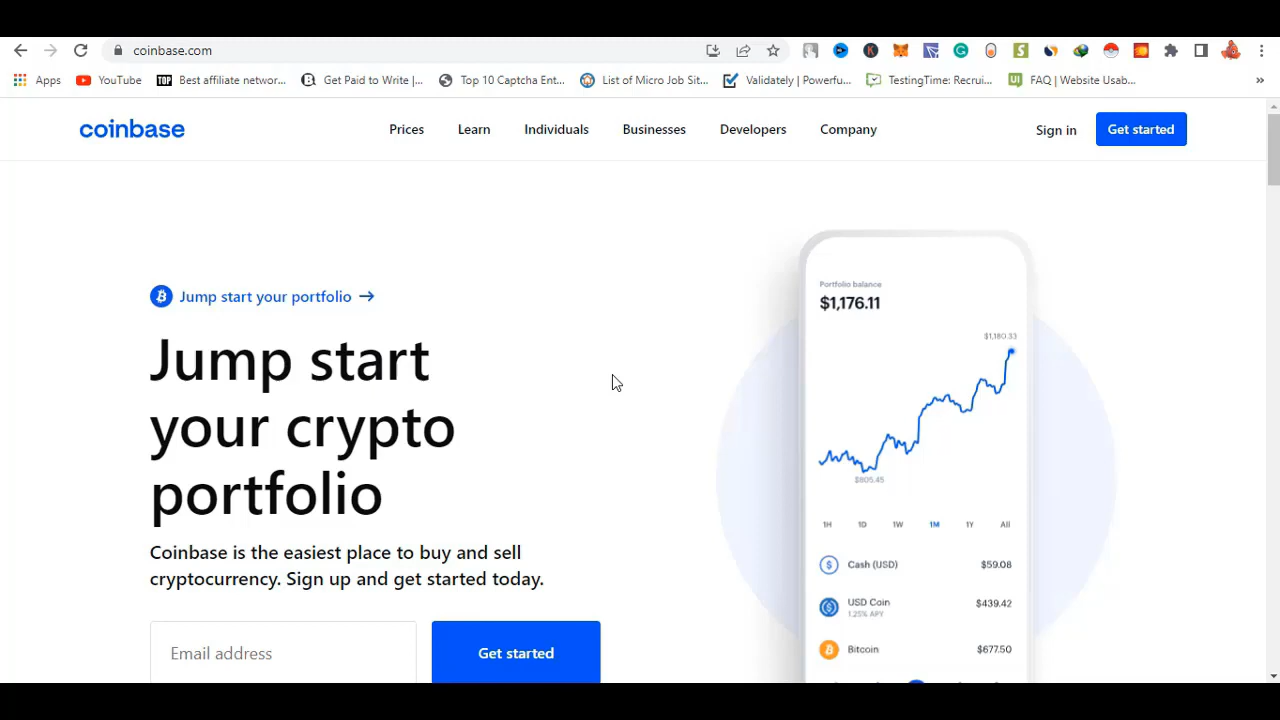 coinbase.com
Apps YouTube Best affiliate networ... Get Paid to Write |... Top 10 Captcha Ent... List of Micro Job Sit... Validately | Powerfu... TestingTime: Recrui... FAQ | Website Usab... »
coinbase Prices Learn Individuals Businesses Developers Company Sign in Get started
Jump start your portfolio →
Jump start
your crypto
portfolio
Coinbase is the easiest place to buy and sell
cryptocurrency. Sign up and get started today.
Email address Get started
Portfolio balance
$1,176.11
$1,180.33
$805.45
1H 1D 1W 1M 1Y All
Cash (USD) $59.08
USD Coin $439.42
1.25% APY
Bitcoin $677.50